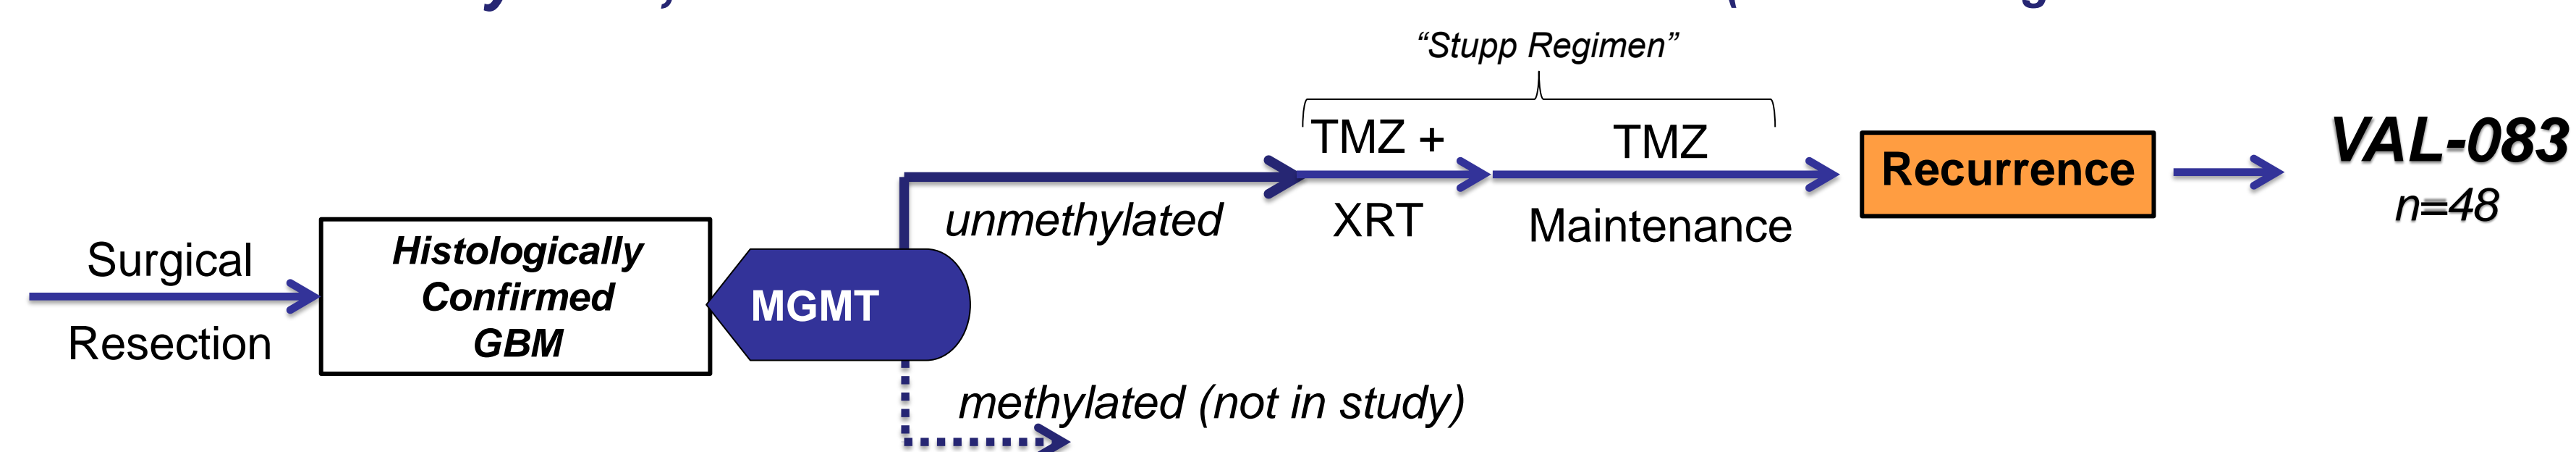 “Stupp Regimen”
TMZ +
XRT
TMZ
Maintenance
Recurrence
VAL-083
n=48
unmethylated
Surgical
Resection
Histologically
Confirmed
GBM
MGMT
methylated (not in study)